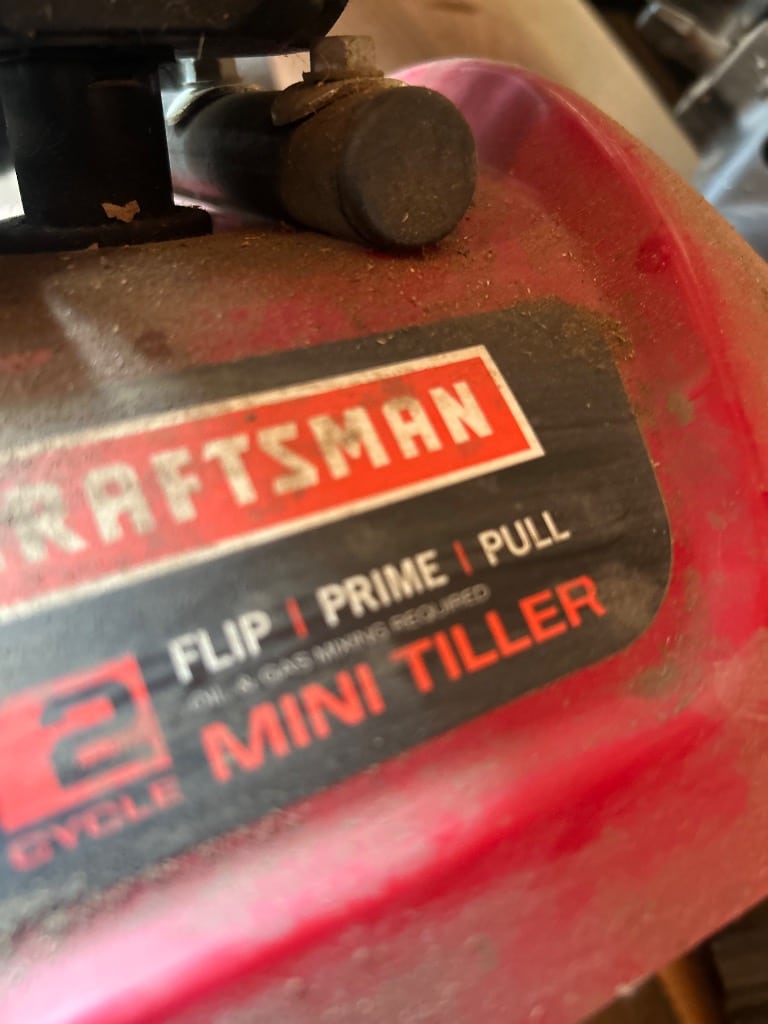 RAFTSMAN
FLIP | PRIME | PULL
OIL & GAS MIXING REQUIRED
2
CYCLE
MINI TILLER